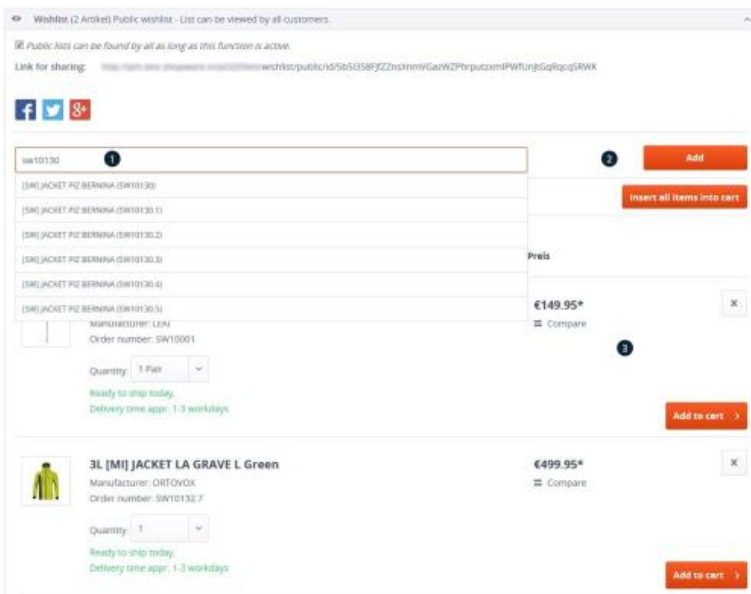 Wishlist (2 Artikel) Public wishlist - List can be viewed by all customers.
Public lists can be found by all as long as this function is active.
Link for sharing:
f 8+
sw10130 1 2 Add
[SW] JACKET PIZ BERNINA (SW10130)
[SW] JACKET PIZ BERNINA (SW10130.1) Insert all items into cart
[SW] JACKET PIZ BERNINA (SW10130.2)
[SW] JACKET PIZ BERNINA (SW10130.3) Preis
[SW] JACKET PIZ BERNINA (SW10130.4)
[SW] JACKET PIZ BERNINA (SW10130.5) €149.95* x
Manufacturer: LEKI Compare
Order number: SW10001 3
Quantity: 1 Pair
Ready to ship today.
Delivery time appr. 1-3 workdays Add to cart
3L [MI] JACKET LA GRAVE L Green €499.95* x
Manufacturer: ORTOVOX Compare
Order number: SW10132.7
Quantity: 1
Ready to ship today.
Delivery time appr. 1-3 workdays Add to cart